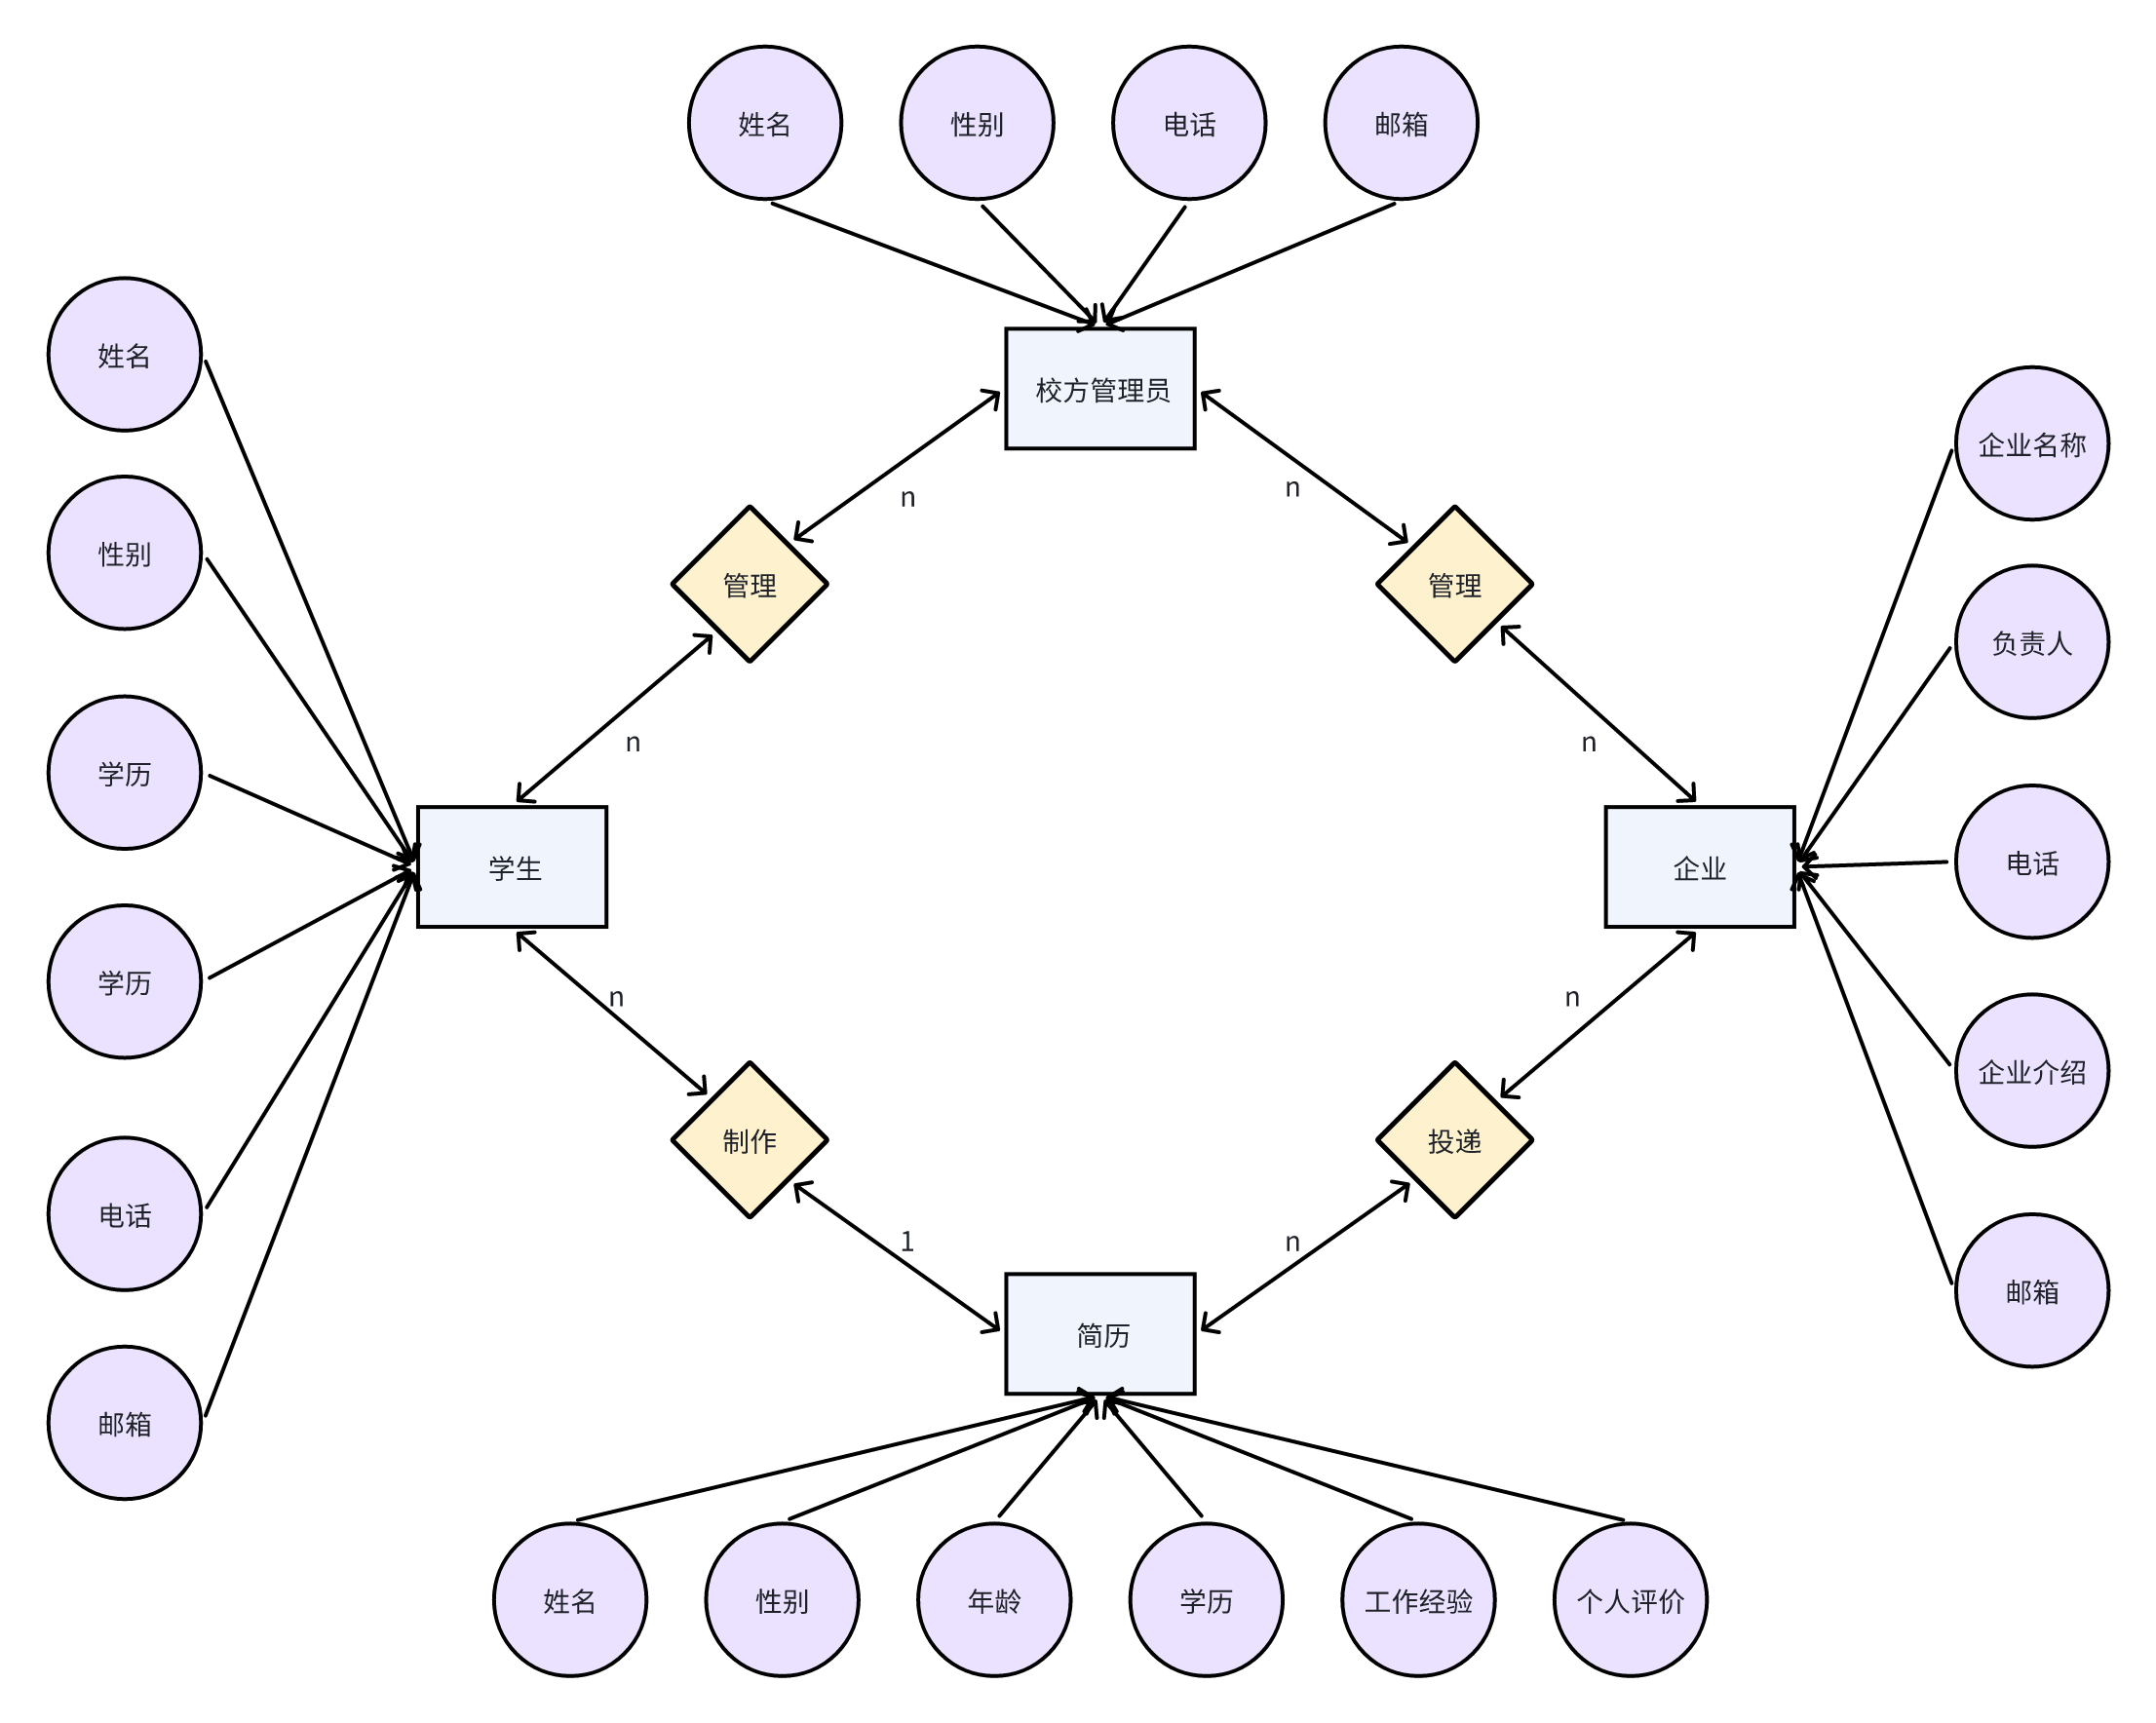 姓名
性别
电话
邮箱
校方管理员
姓名
性别
学历
学历
电话
邮箱
企业名称
负责人
电话
企业介绍
邮箱
n
n
管理
管理
n
n
学生
企业
n
n
制作
投递
1
n
简历
姓名
性别
年龄
学历
工作经验
个人评价